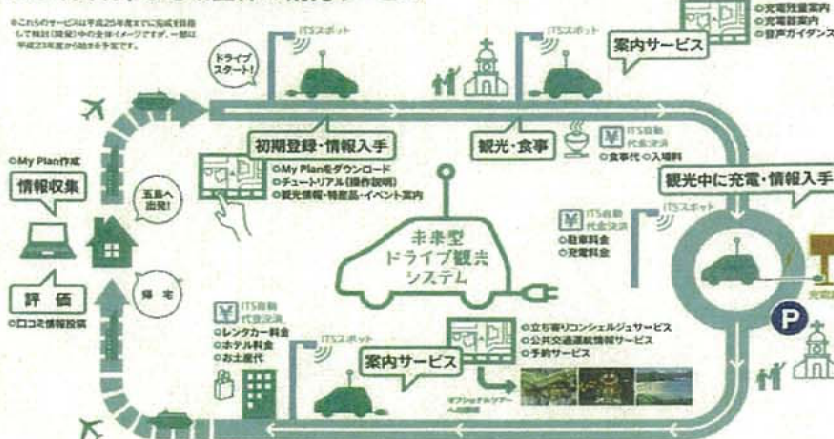 ※これらのサービスは平成25年度までに完成を目指
して検討(開発)中の全体イメージですが、一部は
平成23年度から始まる予定です。
ドライブ
スタート!
ITSスポット
ITSスポット
案内サービス
◎充電残量案内
◎充電器案内
◎音声ガイダンス
初期登録・情報入手
◎My Planをダウンロード
◎チュートリアル(操作説明)
◎観光情報・特産品・イベント案内
観光・食事
¥
ITS自動
代金決済
◎食事代 ◎入場料
◎My Plan作成
情報収集
五島へ
出発!
観光中に充電・情報入手
¥
ITS自動
代金決済
◎駐車料金
◎充電料金
ITSスポット
未来型
ドライブ観光
システム
P
評価
◎口コミ情報投稿
帰宅
¥
ITS自動
代金決済
◎レンタカー料金
◎ホテル料金
◎お土産代
ITSスポット
案内サービス
◎立ち寄りコンシェルジュサービス
◎公共交通運航情報サービス
◎予約サービス
オプショナルツアー